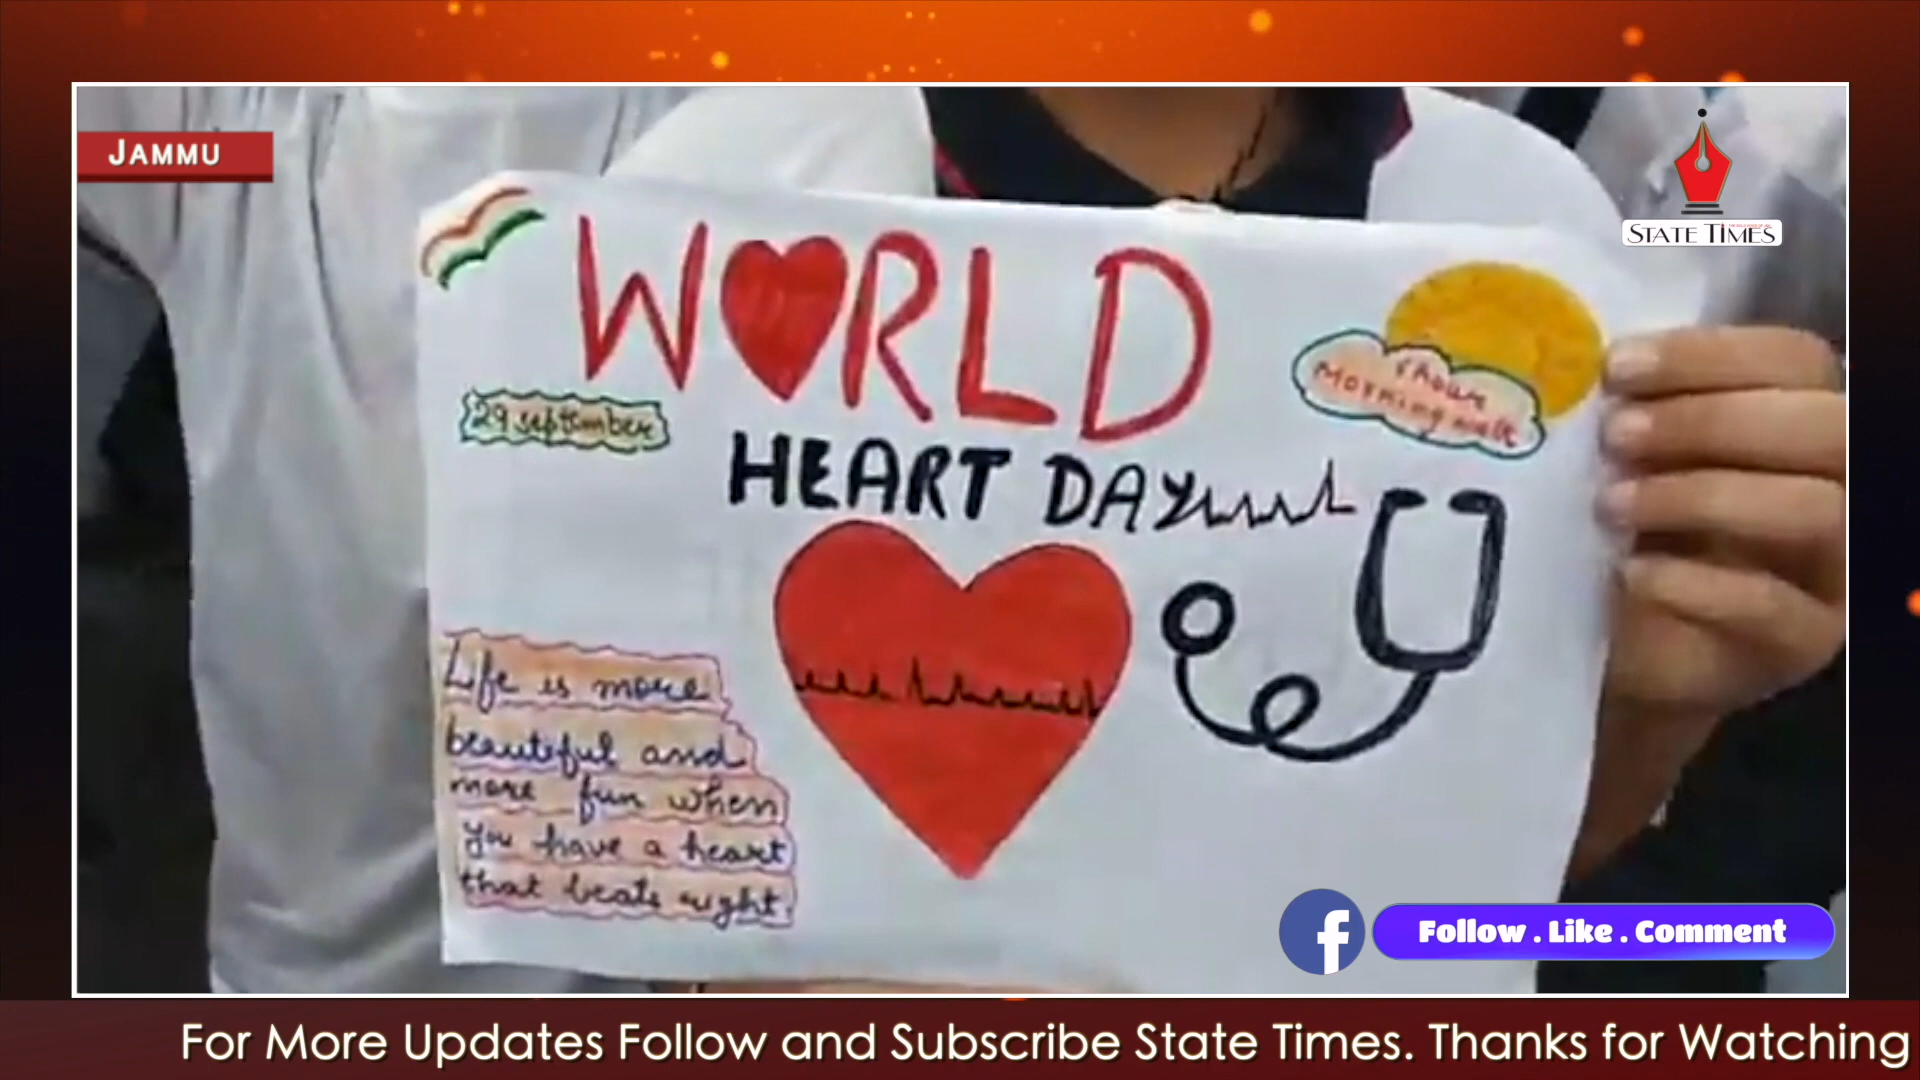 JAMMU
STATE TIMES
WORLD
29 september
1 hour
Morning walk
HEART DAY
Life is more
beautiful and
more fun when
you have a heart
that beats right.
Follow . Like . Comment
For More Updates Follow and Subscribe State Times. Thanks for Watching